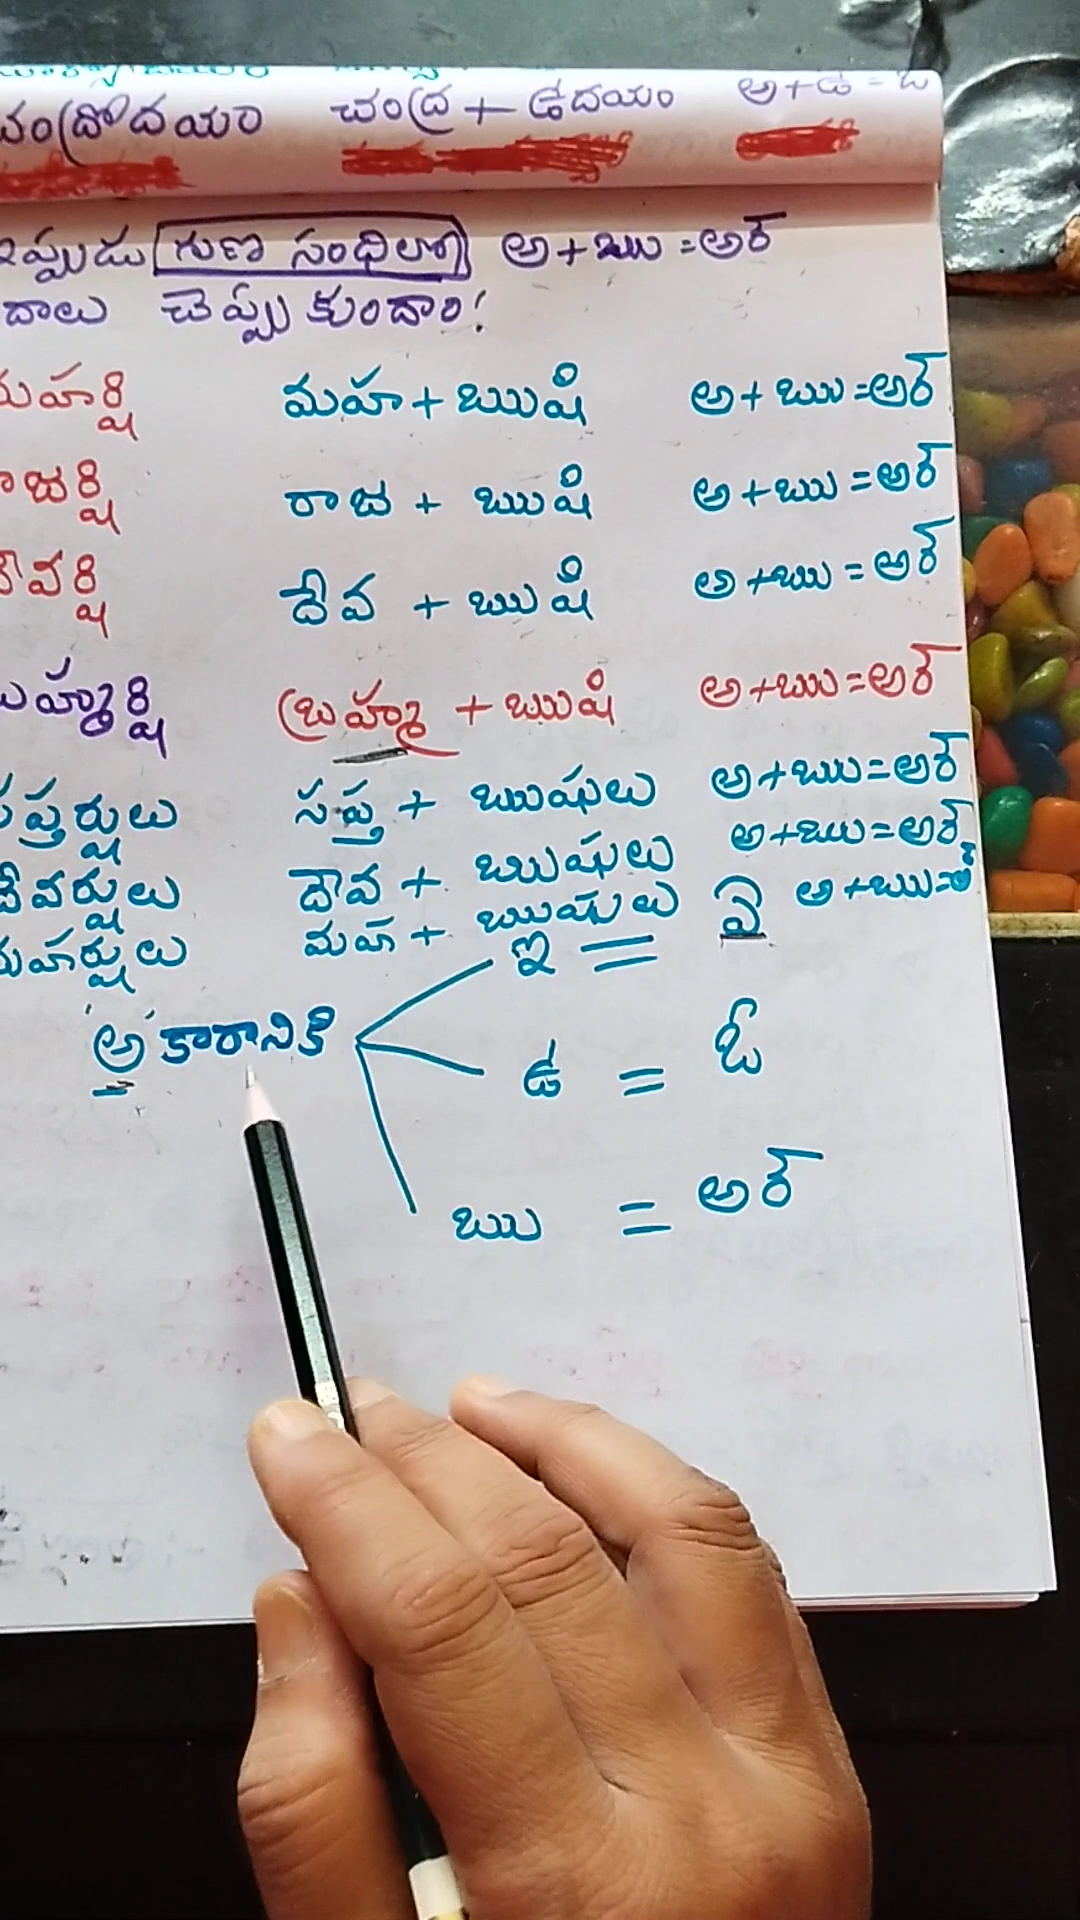 చంద్రోదయం చంద్ర + ఉదయం అ+ఉ = ఓ
ఇప్పుడు గుణ సంధిలో అ+ఋ =అర్
దాలు చెప్పుకుందాం!
మహర్షి మహ + ఋషి అ+ ఋ =అర్
రాజర్షి రాజ + ఋషి అ +ఋ =అర్
దేవర్షి దేవ + ఋషి అ +ఋ =అర్
బ్రహ్మర్షి బ్రహ్మ + ఋషి అ +ఋ =అర్
సప్తర్షులు సప్త + ఋషులు అ+ఋ =అర్
దేవర్షులు దేవ + ఋషులు అ+ఋ =అర్
మహర్షులు మహ + ఋషులు అ +ఋ=
'అ' కారానికి ఇ = ఏ
ఉ = ఓ
ఋ = అర్